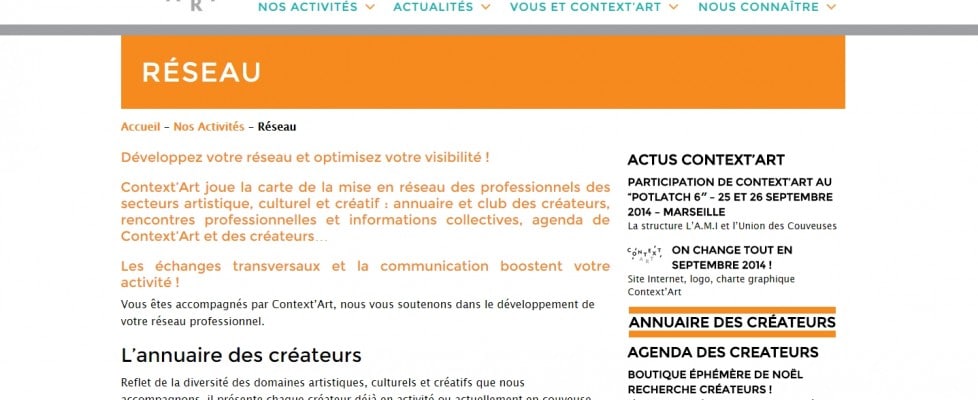 R
NOS ACTIVITÉS
ACTUALITÉS
VOUS ET CONTEXT'ART
NOUS CONNAÎTRE
RÉSEAU
Accueil – Nos Activités – Réseau
Développez votre réseau et optimisez votre visibilité !
Context'Art joue la carte de la mise en réseau des professionnels des
secteurs artistique, culturel et créatif : annuaire et club des créateurs,
rencontres professionnelles et informations collectives, agenda de
Context'Art et des créateurs...
Les échanges transversaux et la communication boostent votre
activité !
Vous êtes accompagnés par Context'Art, nous vous soutenons dans le développement de
votre réseau professionnel.
L'annuaire des créateurs
Reflet de la diversité des domaines artistiques, culturels et créatifs que nous
accompagnons, il présente chaque créateur déjà en activité ou actuellement en couveuse
ACTUS CONTEXT'ART
PARTICIPATION DE CONTEXT'ART AU
"POTLATCH 6" – 25 ET 26 SEPTEMBRE
2014 – MARSEILLE
La structure L'A.M.I et l'Union des Couveuses
CONTEXT'
ART
ON CHANGE TOUT EN
SEPTEMBRE 2014 !
Site Internet, logo, charte graphique
Context'Art
ANNUAIRE DES CRÉATEURS
AGENDA DES CREATEURS
BOUTIQUE ÉPHÉMÈRE DE NOËL
RECHERCHE CRÉATEURS !